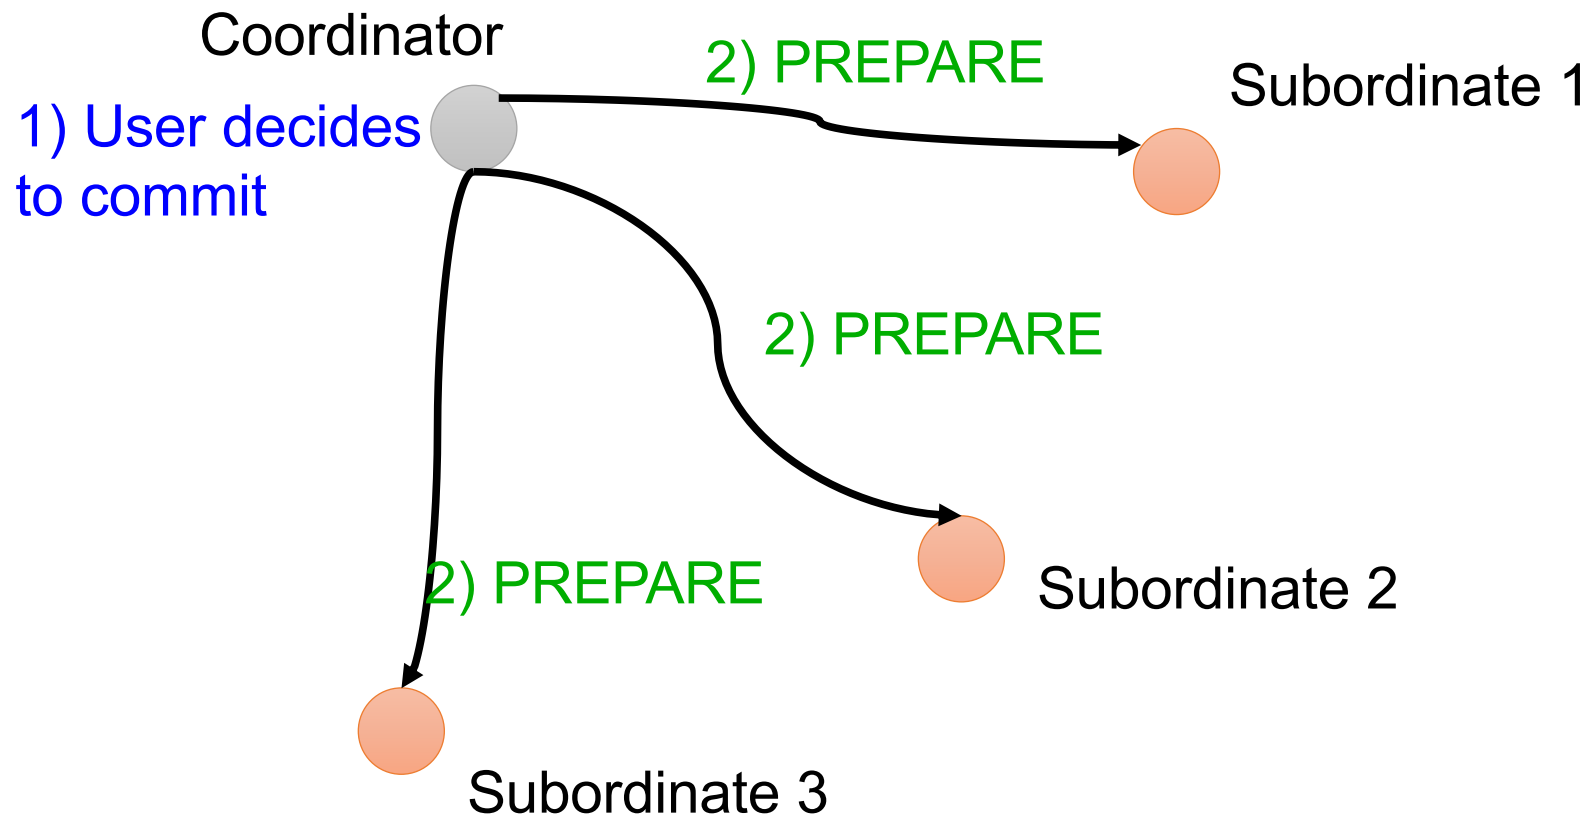 Coordinator
2) PREPARE
Subordinate 1
1) User decides
to commit
2) PREPARE
2) PREPARE
Subordinate 2
Subordinate 3